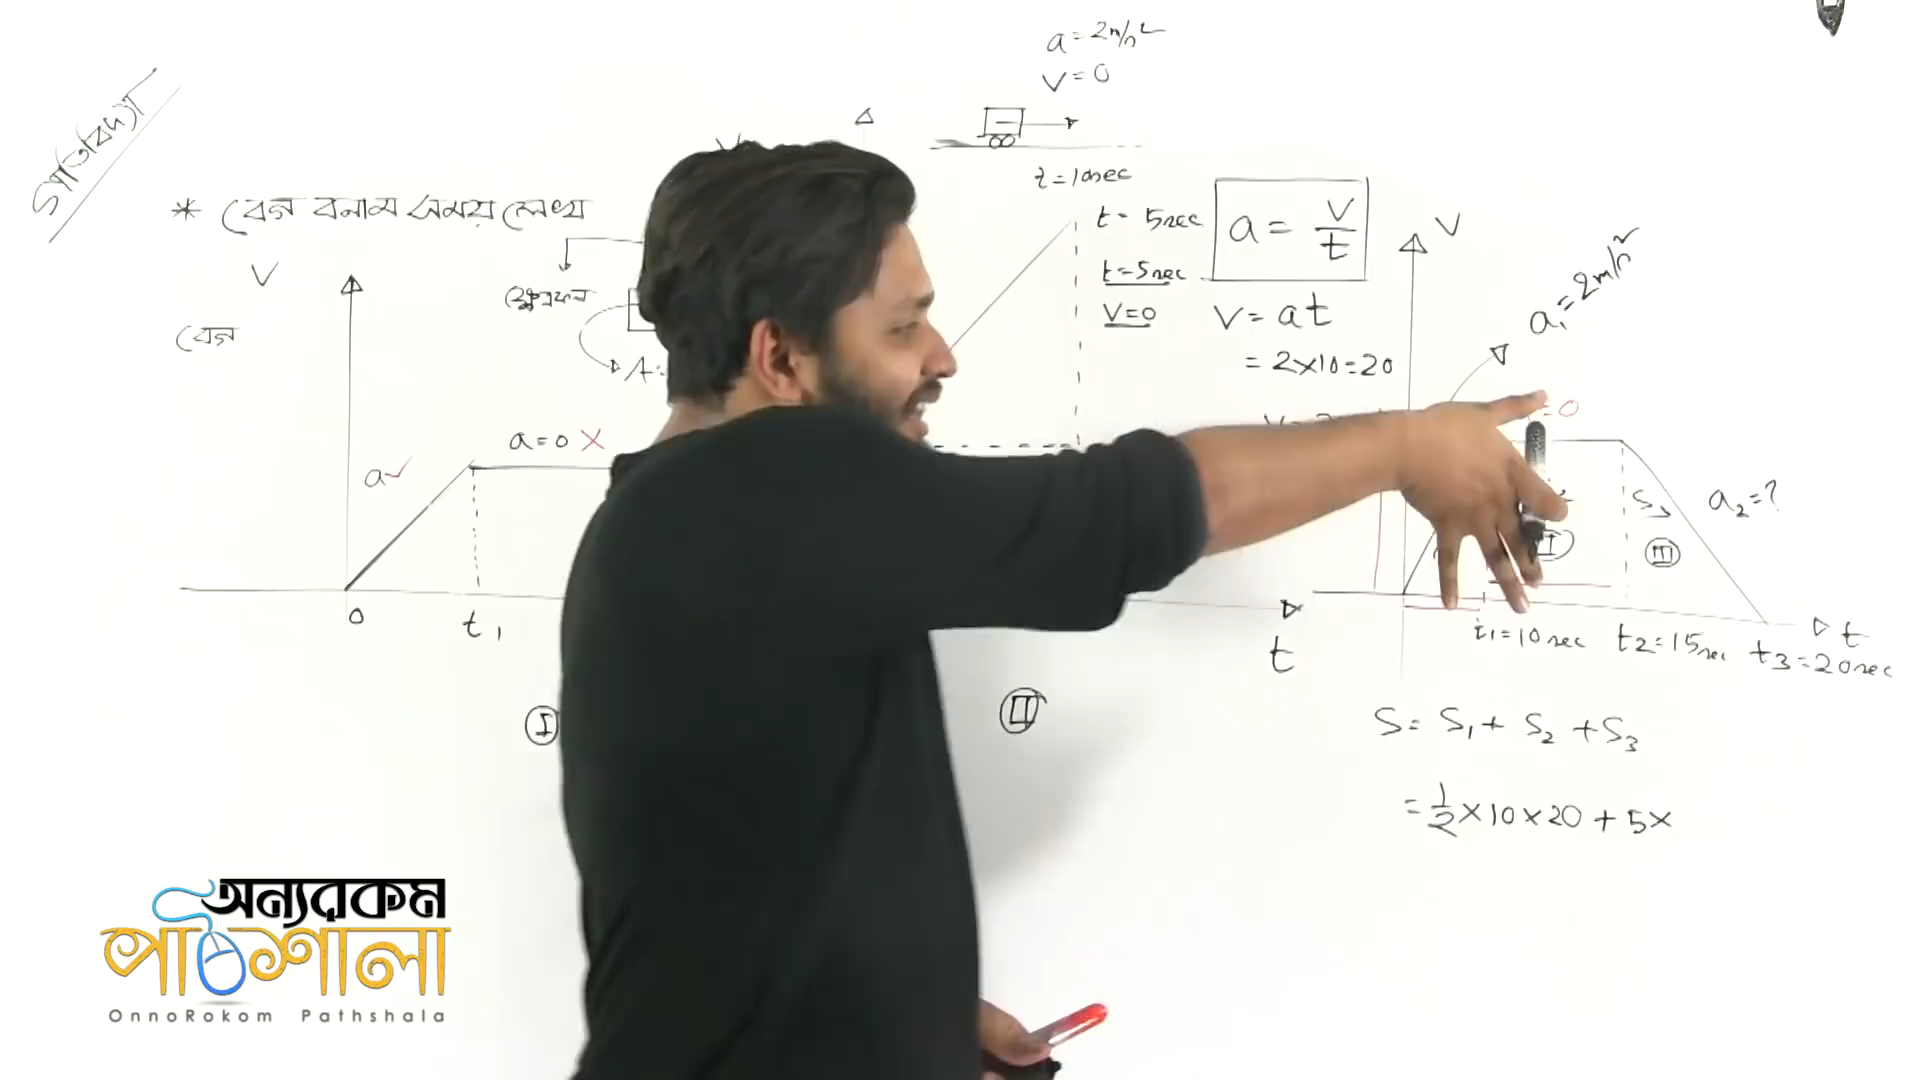 গতিবিদ্যা
* বেগ বনাম সময় লেখ
ক্ষেত্রফল
V
বেগ
a = 0 ×
a✓
0
t₁
t
I
II
a = 2m/s²
V = 0
t = 10sec
t = 5sec
t = 5sec
V = 0
a = V/t
V = at
= 2×10=20
V
a₁ = 2m/s²
=0
S₃
III
a₂ = ?
t₁ = 10sec
t₂ = 15sec
t₃ = 20sec
t
S = S₁ + S₂ + S₃
= 1/2 × 10 × 20 + 5 ×
অন্যরকম
পাঠশালা
OnnoRokom Pathshala